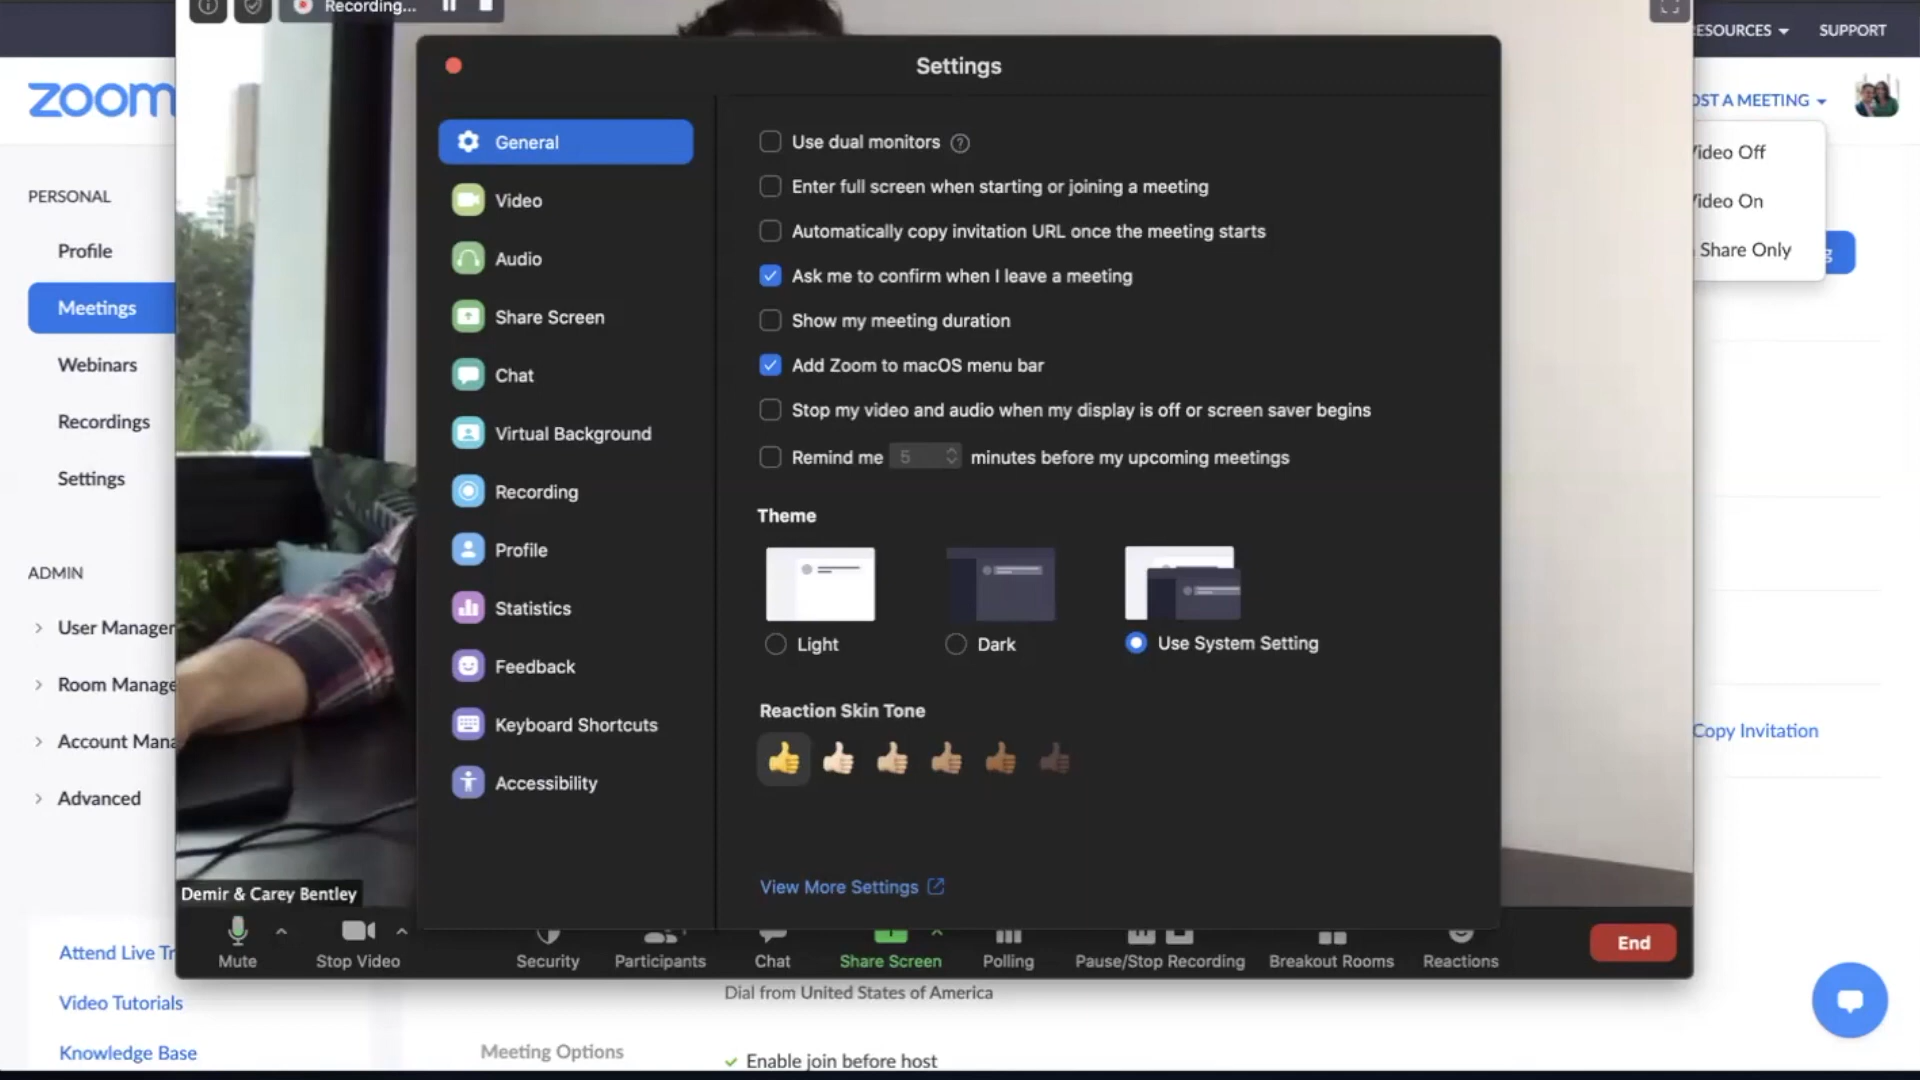 Recording...
RESOURCES
SUPPORT
zoom
Settings
HOST A MEETING
General
Use dual monitors
Video Off
PERSONAL
Enter full screen when starting or joining a meeting
Video
Video On
Profile
Automatically copy invitation URL once the meeting starts
Share Only
Audio
Ask me to confirm when I leave a meeting
Meetings
Share Screen
Show my meeting duration
Webinars
Chat
Add Zoom to macOS menu bar
Recordings
Virtual Background
Stop my video and audio when my display is off or screen saver begins
Settings
Recording
Remind me 5 minutes before my upcoming meetings
Theme
Profile
ADMIN
Statistics
User Manager
Light
Dark
Use System Setting
Feedback
Room Manage
Reaction Skin Tone
Keyboard Shortcuts
Account Mana
Copy Invitation
Accessibility
Advanced
View More Settings
Demir & Carey Bentley
Attend Live Tr
Mute
Stop Video
Security
Participants
Chat
Share Screen
Polling
Pause/Stop Recording
Breakout Rooms
Reactions
End
Video Tutorials
Dial from United States of America
Knowledge Base
Meeting Options
Enable join before host